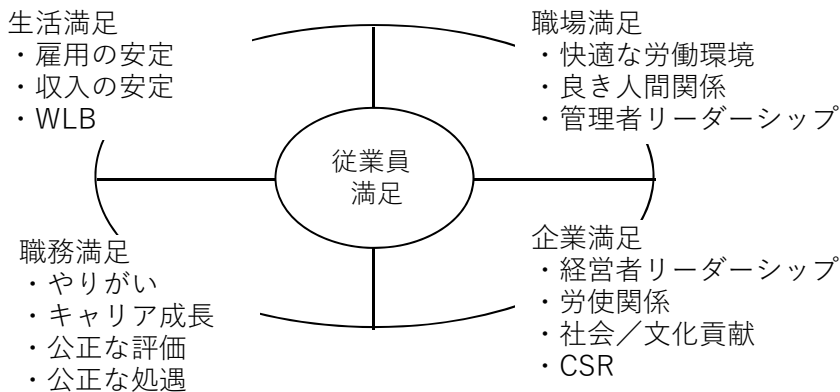 生活満足
・雇用の安定
・収入の安定
・WLB
職場満足
・快適な労働環境
・良き人間関係
・管理者リーダーシップ
従業員
満足
職務満足
・やりがい
・キャリア成長
・公正な評価
・公正な処遇
企業満足
・経営者リーダーシップ
・労使関係
・社会／文化貢献
・CSR